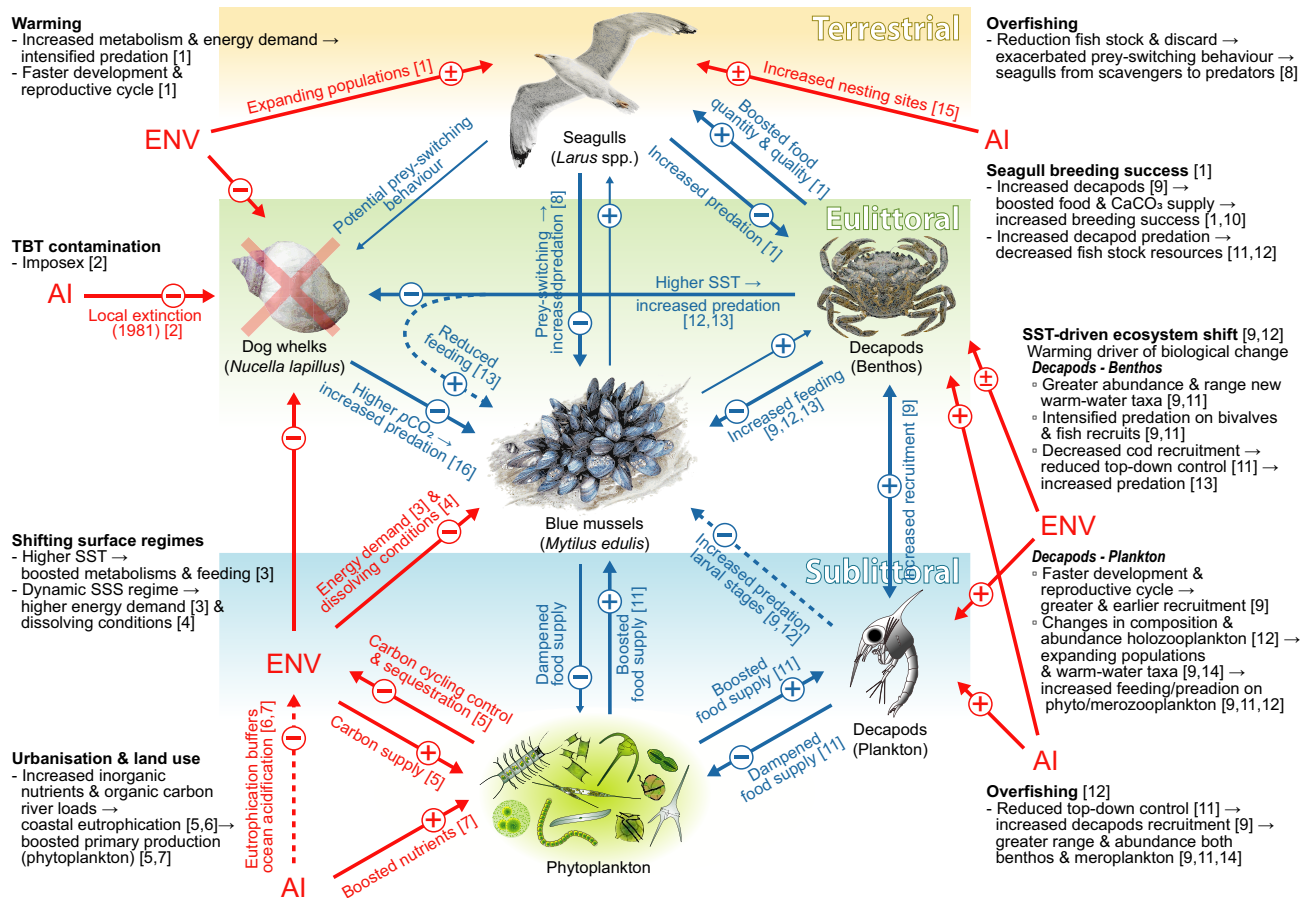 Warming
- Increased metabolism & energy demand →
intensified predation [1]
- Faster development &
reproductive cycle [1]
Terrestrial
Overfishing
- Reduction fish stock & discard →
exacerbated prey-switching behaviour →
seagulls from scavengers to predators [8]
Expanding populations [1]
±
±
Increased nesting sites [15]
ENV
AI
Seagulls
(Larus spp.)
Boosted food
quantity & quality
[1]
+
Increased predation
[1]
−
−
Potential prey-switching
behaviour
Seagull breeding success [1]
- Increased decapods [9] →
boosted food & CaCO₃ supply →
increased breeding success [1,10]
- Increased decapod predation →
decreased fish stock resources [11,12]
Eulittoral
Prey-switching →
increasedpredation [8]
−
+
TBT contamination
- Imposex [2]
AI
−
Local extinction
(1981) [2]
Dog whelks
(Nucella lapillus)
−
Higher SST →
increased predation
[12,13]
Decapods
(Benthos)
Reduced
feeding [13]
+
Higher pCO₂ →
increased predation
[16]
−
+
Increased feeding
[9,12,13]
−
SST-driven ecosystem shift [9,12]
Warming driver of biological change
Decapods - Benthos
▫ Greater abundance & range new
warm-water taxa [9,11]
▫ Intensified predation on bivalves
& fish recruits [9,11]
▫ Decreased cod recruitment →
reduced top-down control [11] →
increased predation [13]
±
+
−
Increased recruitment [9]
+
Blue mussels
(Mytilus edulis)
ENV
Shifting surface regimes
- Higher SST →
boosted metabolisms & feeding [3]
- Dynamic SSS regime →
higher energy demand [3] &
dissolving conditions [4]
Energy demand [3] &
dissolving conditions [4]
−
Increased predation
larval stages [9,12]
−
Sublittoral
Decapods - Plankton
▫ Faster development &
reproductive cycle →
greater & earlier recruitment [9]
▫ Changes in composition &
abundance holozooplankton [12] →
expanding populations
& warm-water taxa [9,14] →
increased feeding/preadion on
phyto/merozooplankton [9,11,12]
+
+
ENV
Dampened
food supply
−
Boosted
food supply [11]
+
Carbon cycling control
& sequestration [5]
−
Carbon supply [5]
+
Boosted
food supply [11]
+
Dampened
food supply [11]
−
Decapods
(Plankton)
AI
Urbanisation & land use
- Increased inorganic
nutrients & organic carbon
river loads →
coastal eutrophication [5,6]→
boosted primary production
(phytoplankton) [5,7]
Eutrophication buffers
ocean acidification [6,7]
−
AI
Boosted nutrients [7]
+
Phytoplankton
Overfishing [12]
- Reduced top-down control [11] →
increased decapods recruitment [9] →
greater range & abundance both
benthos & meroplankton [9,11,14]